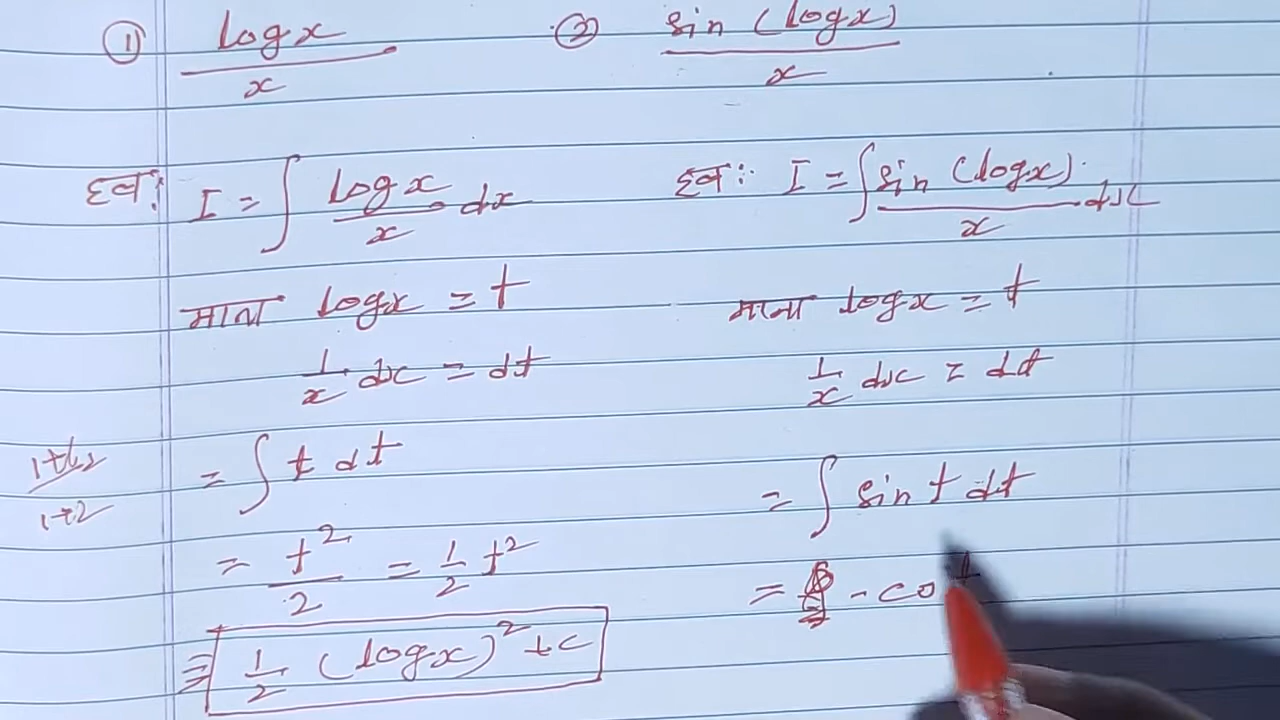 ① log x / x
हल: I = ∫ log x / x dx
माना log x = t
1/x dx = dt
= ∫ t dt
= t² / 2 = 1/2 t²
= 1/2 (log x)² + c
② sin (log x) / x
हल: I = ∫ sin (log x) / x dx
माना log x = t
1/x dx = dt
= ∫ sin t dt
= - co